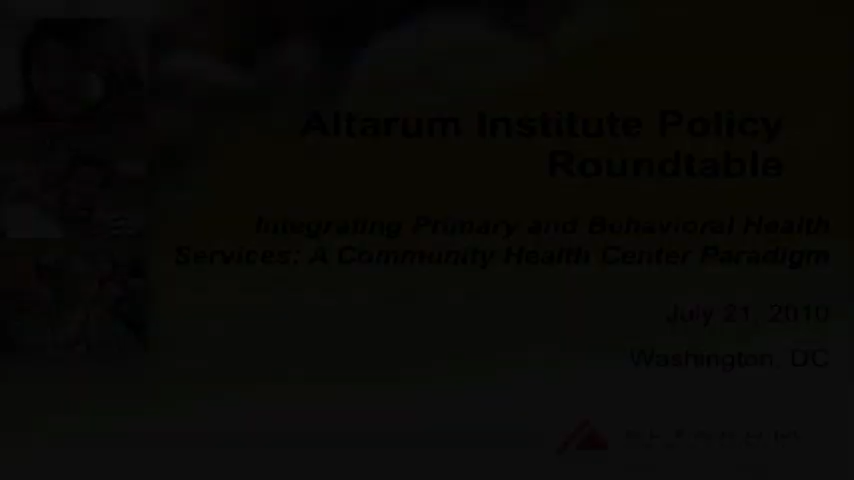 Altarum Institute Policy
Roundtable
Integrating Primary and Behavioral Health
Services: A Community Health Center Paradigm
July 21, 2010
Washington, DC
ALTARUM